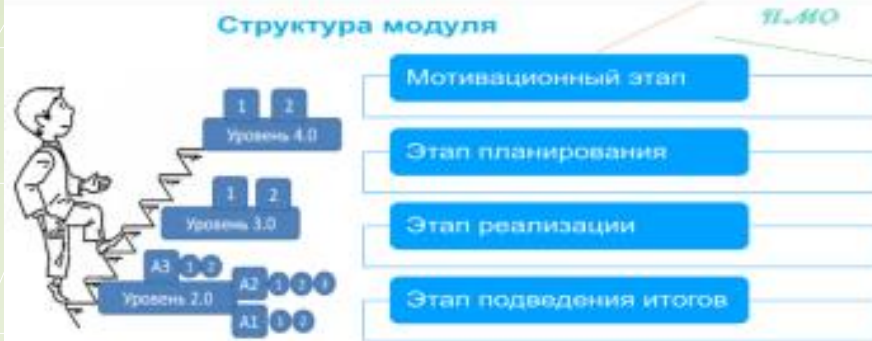 Структура модуля
ПМО
Мотивационный этап
1 2
Уровень 4.0
Этап планирования
1 2
Уровень 3.0
Этап реализации
А3 1 2
Уровень 2.0
А2 1 2 3
А1 1 2
Этап подведения итогов